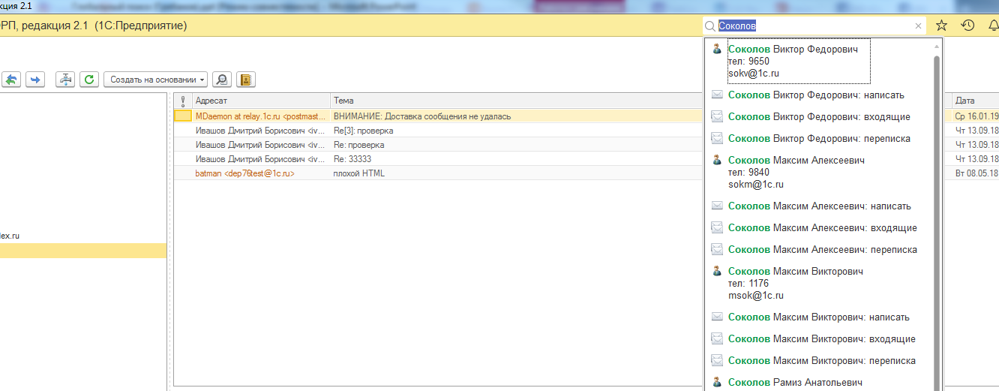 кция 2.1
ЭРП, редакция 2.1 (1С:Предприятие)
Соколов
Создать на основании
Адресат Тема Дата
MDaemon at relay.1c.ru <postmast... ВНИМАНИЕ: Доставка сообщения не удалась Ср 16.01.19
Ивашов Дмитрий Борисович <iv... Re[3]: проверка Чт 13.09.18
Ивашов Дмитрий Борисович <iv... Re: проверка Чт 13.09.18
Ивашов Дмитрий Борисович <iv... Re: 33333 Чт 13.09.18
batman <dep76test@1c.ru> плохой HTML Вт 08.05.18
dex.ru
Соколов Виктор Федорович
тел: 9650
sokv@1c.ru
Соколов Виктор Федорович: написать
Соколов Виктор Федорович: входящие
Соколов Виктор Федорович: переписка
Соколов Максим Алексеевич
тел: 9840
sokm@1c.ru
Соколов Максим Алексеевич: написать
Соколов Максим Алексеевич: входящие
Соколов Максим Алексеевич: переписка
Соколов Максим Викторович
тел: 1176
msok@1c.ru
Соколов Максим Викторович: написать
Соколов Максим Викторович: входящие
Соколов Максим Викторович: переписка
Соколов Рамиз Анатольевич